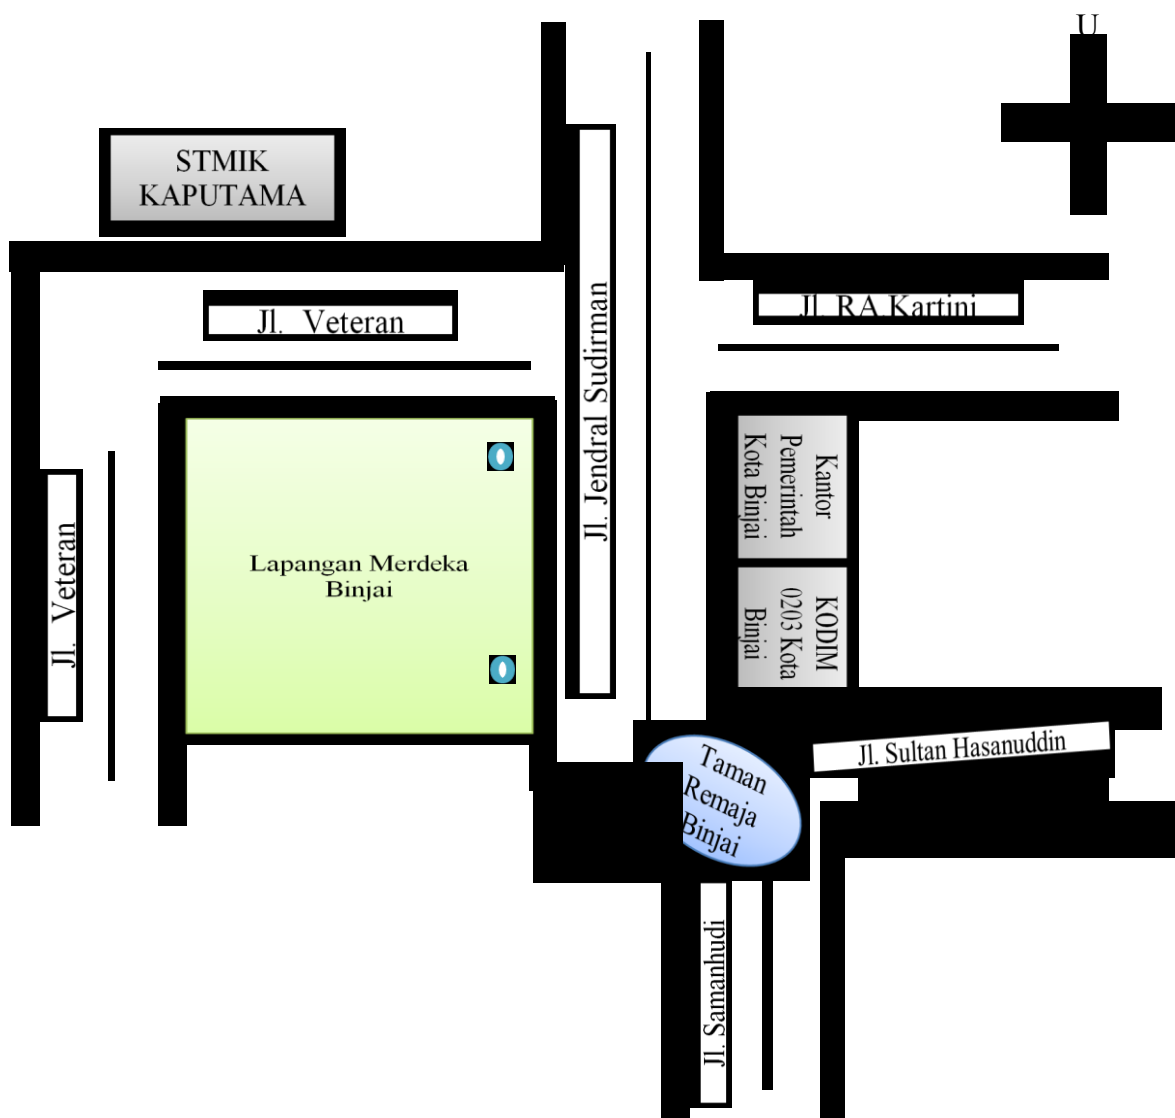 U
STMIK
KAPUTAMA
Jl. Veteran
Jl. RA Kartini
Jl. Jendral Sudirman
Kantor
Pemerintah
Kota Binjai
Jl. Veteran
Lapangan Merdeka
Binjai
KODIM
0203 Kota
Binjai
Jl. Sultan Hasanuddin
Taman
Remaja
Binjai
Jl. Samanhudi